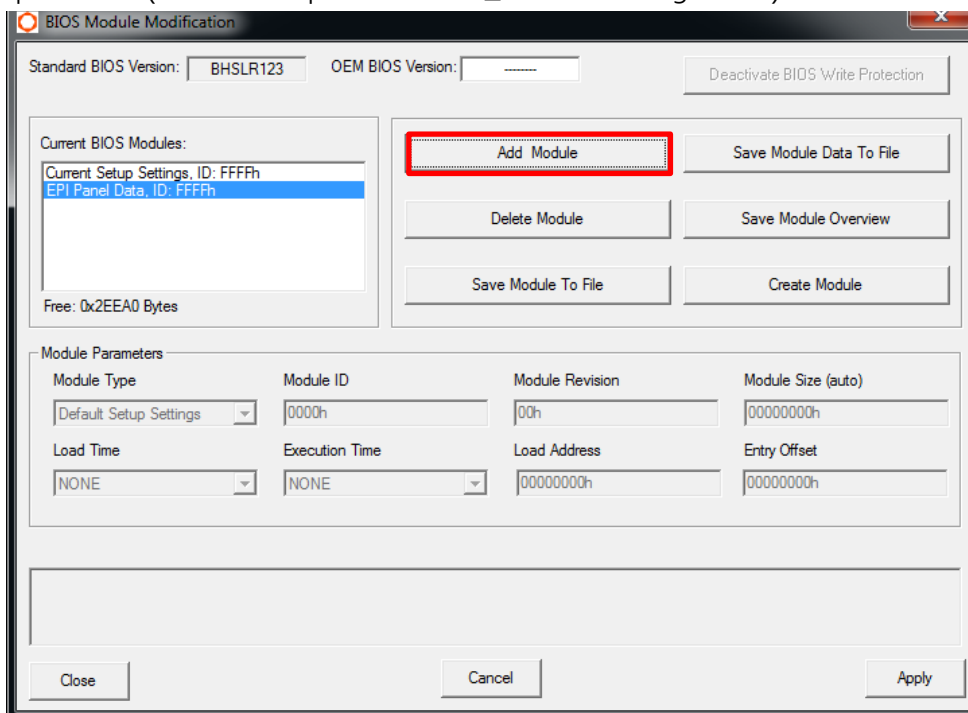 BIOS Module Modification
Standard BIOS Version: BHSLR123 OEM BIOS Version: -------- Deactivate BIOS Write Protection
Current BIOS Modules:
Current Setup Settings, ID: FFFFh
EPI Panel Data, ID: FFFFh
Free: 0x2EEA0 Bytes
Add Module Save Module Data To File
Delete Module Save Module Overview
Save Module To File Create Module
Module Parameters
Module Type Module ID Module Revision Module Size (auto)
Default Setup Settings 0000h 00h 00000000h
Load Time Execution Time Load Address Entry Offset
NONE NONE 00000000h 00000000h
Close Cancel Apply